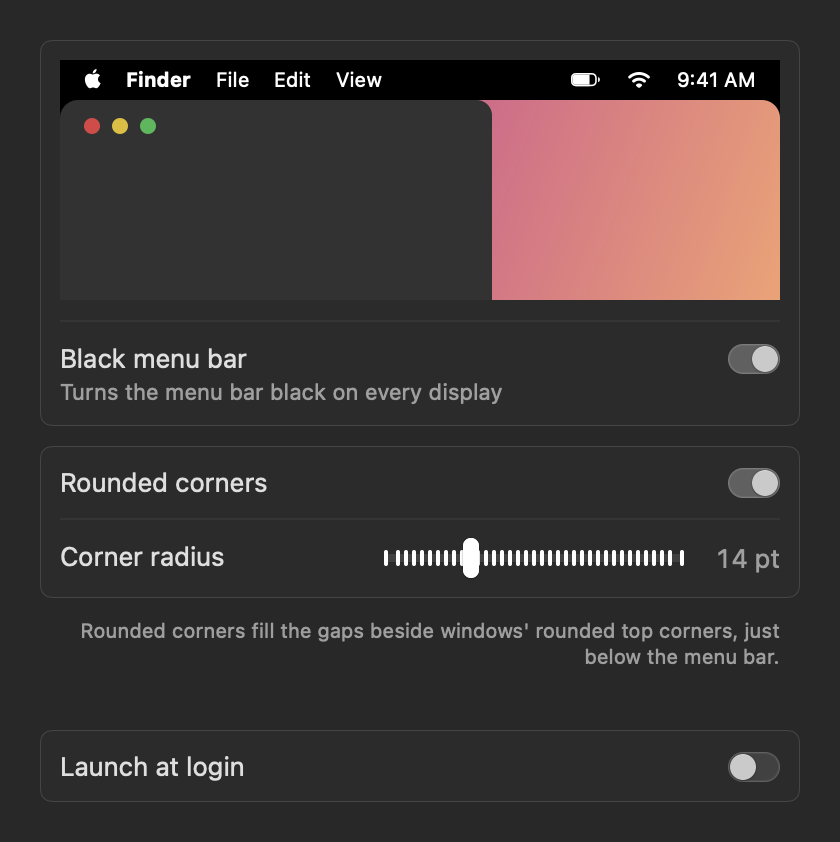 Finder File Edit View 9:41 AM
Black menu bar
Turns the menu bar black on every display
Rounded corners
Corner radius 14 pt
Rounded corners fill the gaps beside windows' rounded top corners, just
below the menu bar.
Launch at login